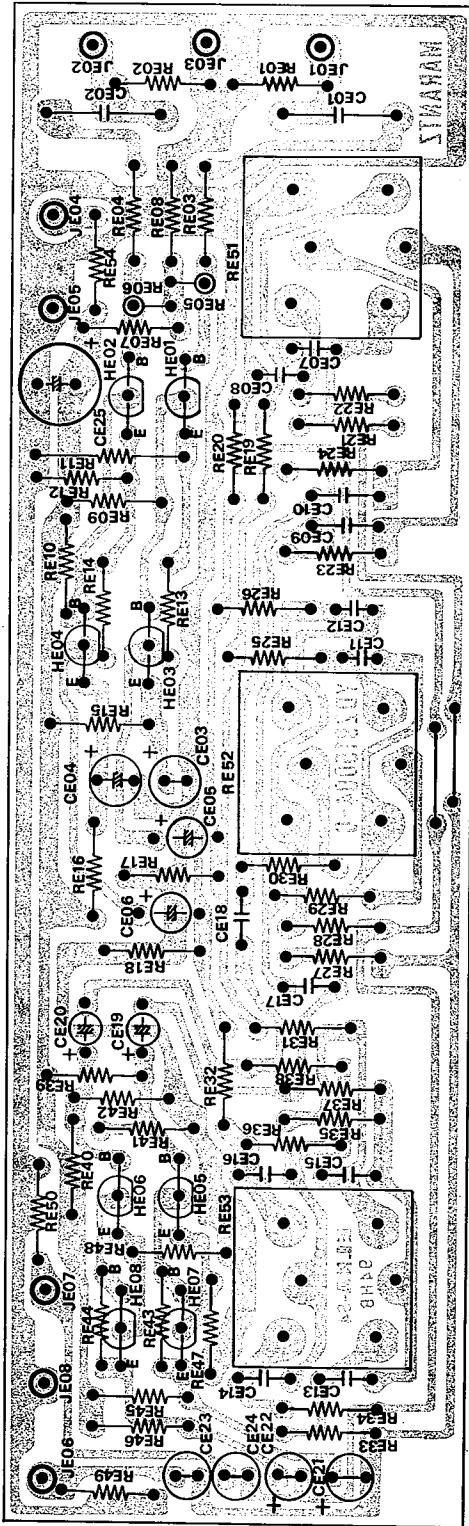 JE02
JE03
JE01
CE02
RE02
RE01
CE01
MARANTZ
JE04
RE04
RE08
RE03
RE54
RE06
RE05
RE51
JE05
RE07
+
HE02
HE01
B
B
E
E
CE25
CE08
CE07
RE22
RE21
RE20
RE19
RE11
RE12
RE09
RE24
CE10
CE09
RE23
RE10
RE14
RE13
B
B
HE04
HE03
E
E
RE26
CE12
RE25
CE11
RE15
CE04
+
CE03
+
RE52
CE05
+
RE16
RE17
RE30
CE06
+
CE18
RE29
RE28
RE18
RE27
CE17
CE20
+
CE19
+
RE31
RE38
RE32
RE39
RE42
RE37
RE41
RE35
RE36
RE40
RE50
CE16
CE15
B
B
HE06
HE05
E
E
RE53
RE48
JE07
RE44
B
HE08
E
RE43
B
HE07
E
RE47
94HB
JE08
CE14
CE13
RE45
RE46
RE34
RE33
JE06
RE49
CE23
CE24
CE22
+
CE21
+